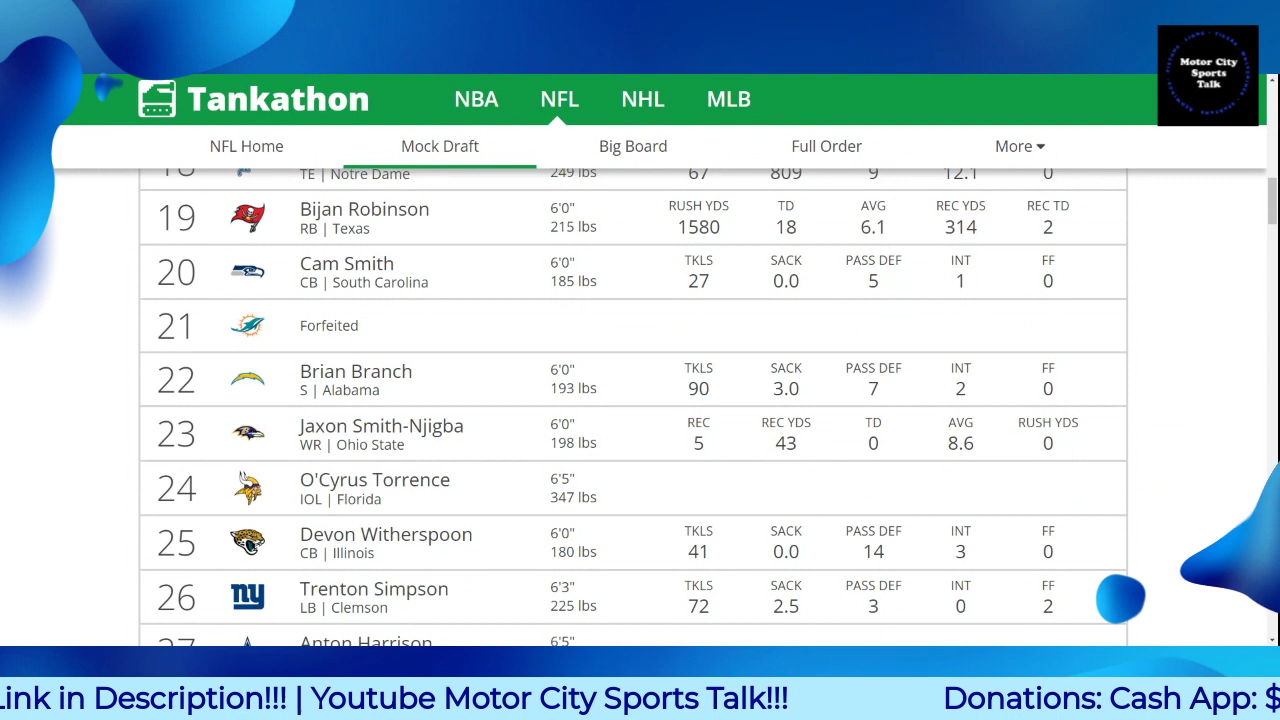 Motor City
Sports
Talk
Tankathon NBA NFL NHL MLB
NFL Home Mock Draft Big Board Full Order More
18 TE | Notre Dame 249 lbs 67 809 9 12.1 0
19 Bijan Robinson 6'0" RUSH YDS TD AVG REC YDS REC TD
RB | Texas 215 lbs 1580 18 6.1 314 2
20 Cam Smith 6'0" TKLS SACK PASS DEF INT FF
CB | South Carolina 185 lbs 27 0.0 5 1 0
21 Forfeited
22 Brian Branch 6'0" TKLS SACK PASS DEF INT FF
S | Alabama 193 lbs 90 3.0 7 2 0
23 Jaxon Smith-Njigba 6'0" REC REC YDS TD AVG RUSH YDS
WR | Ohio State 198 lbs 5 43 0 8.6 0
24 O'Cyrus Torrence 6'5"
IOL | Florida 347 lbs
25 Devon Witherspoon 6'0" TKLS SACK PASS DEF INT FF
CB | Illinois 180 lbs 41 0.0 14 3 0
26 ny Trenton Simpson 6'3" TKLS SACK PASS DEF INT FF
LB | Clemson 225 lbs 72 2.5 3 0 2
27 Anton Harrison 6'5"
Link in Description!!! | Youtube Motor City Sports Talk!!! Donations: Cash App: $